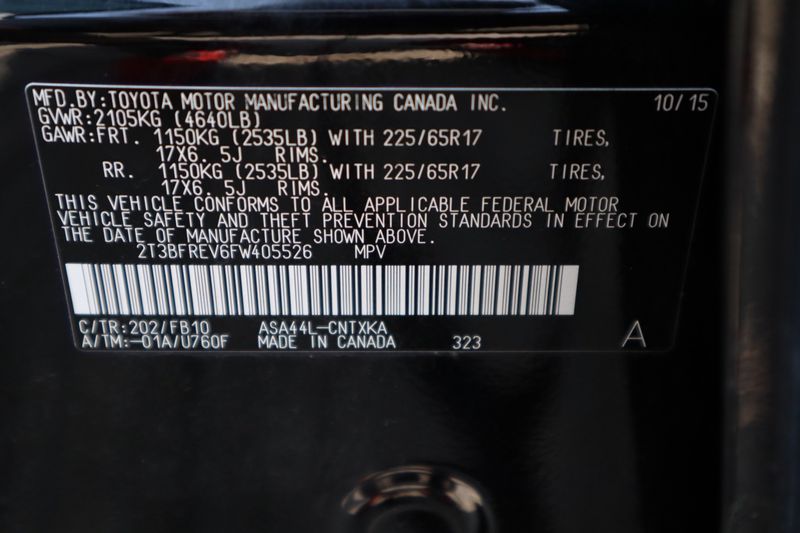 MFD.BY:TOYOTA MOTOR MANUFACTURING CANADA INC. 10/15
GVWR:2105KG (4640LB)
GAWR:FRT. 1150KG (2535LB) WITH 225/65R17 TIRES,
17X6.5J RIMS.
RR. 1150KG (2535LB) WITH 225/65R17 TIRES,
17X6.5J RIMS.
THIS VEHICLE CONFORMS TO ALL APPLICABLE FEDERAL MOTOR
VEHICLE SAFETY AND THEFT PREVENTION STANDARDS IN EFFECT ON
THE DATE OF MANUFACTURE SHOWN ABOVE.
2T3BFREV6FW405526 MPV
C/TR:202/FB10 ASA44L-CNTXKA
A/TM:-01A/U760F MADE IN CANADA 323 A